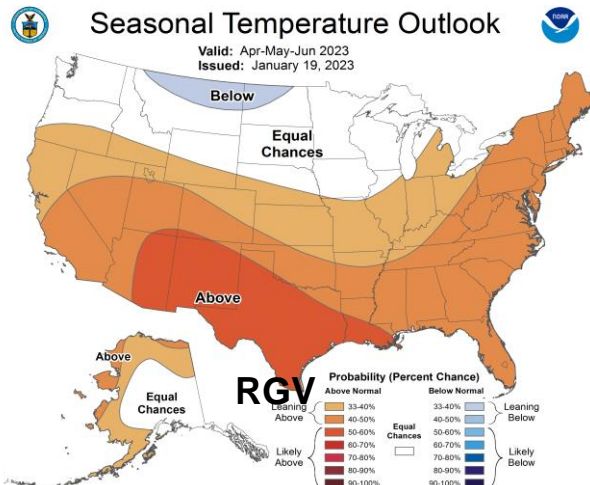 Seasonal Temperature Outlook
Valid: Apr-May-Jun 2023
Issued: January 19, 2023
NOAA
Below
Equal
Chances
Above
Above
Equal
Chances
RGV
Probability (Percent Chance)
Above Normal
Below Normal
Leaning
Above
33-40%
40-50%
Likely
Above
50-60%
60-70%
70-80%
80-90%
90-100%
Equal
Chances
33-40%
40-50%
Leaning
Below
50-60%
60-70%
70-80%
80-90%
90-100%
Likely
Below